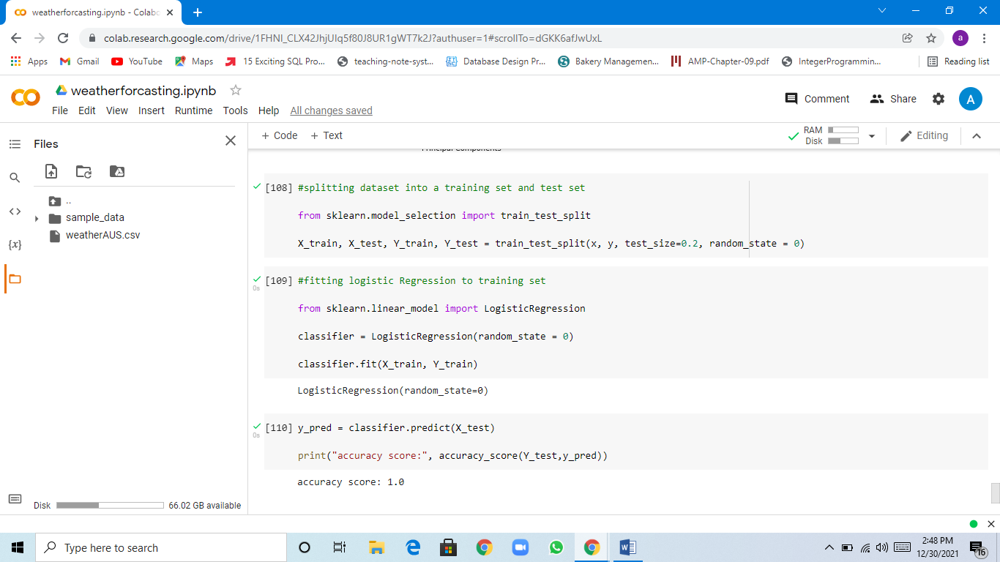 weatherforcasting.ipynb - Colab
colab.research.google.com/drive/1FHNI_CLX42JhjUIq5f80J8UR1gWT7k2J?authuser=1#scrollTo=dGKK6afJwUxL
a
Apps Gmail YouTube Maps 15 Exciting SQL Pro... teaching-note-syst... Database Design Pr... Bakery Managemen... AMP-Chapter-09.pdf IntegerProgrammin... Reading list
weatherforcasting.ipynb
File Edit View Insert Runtime Tools Help All changes saved
Comment Share A
Files
+ Code + Text
RAM
Disk
Editing
Principal Components
..
sample_data
weatherAUS.csv
{x}
[108] #splitting dataset into a training set and test set
from sklearn.model_selection import train_test_split
X_train, X_test, Y_train, Y_test = train_test_split(x, y, test_size=0.2, random_state = 0)
[109] #fitting logistic Regression to training set
0s
from sklearn.linear_model import LogisticRegression
classifier = LogisticRegression(random_state = 0)
classifier.fit(X_train, Y_train)
LogisticRegression(random_state=0)
[110] y_pred = classifier.predict(X_test)
0s
print("accuracy score:", accuracy_score(Y_test,y_pred))
accuracy score: 1.0
Disk 66.02 GB available
Type here to search
2:48 PM
12/30/2021
16